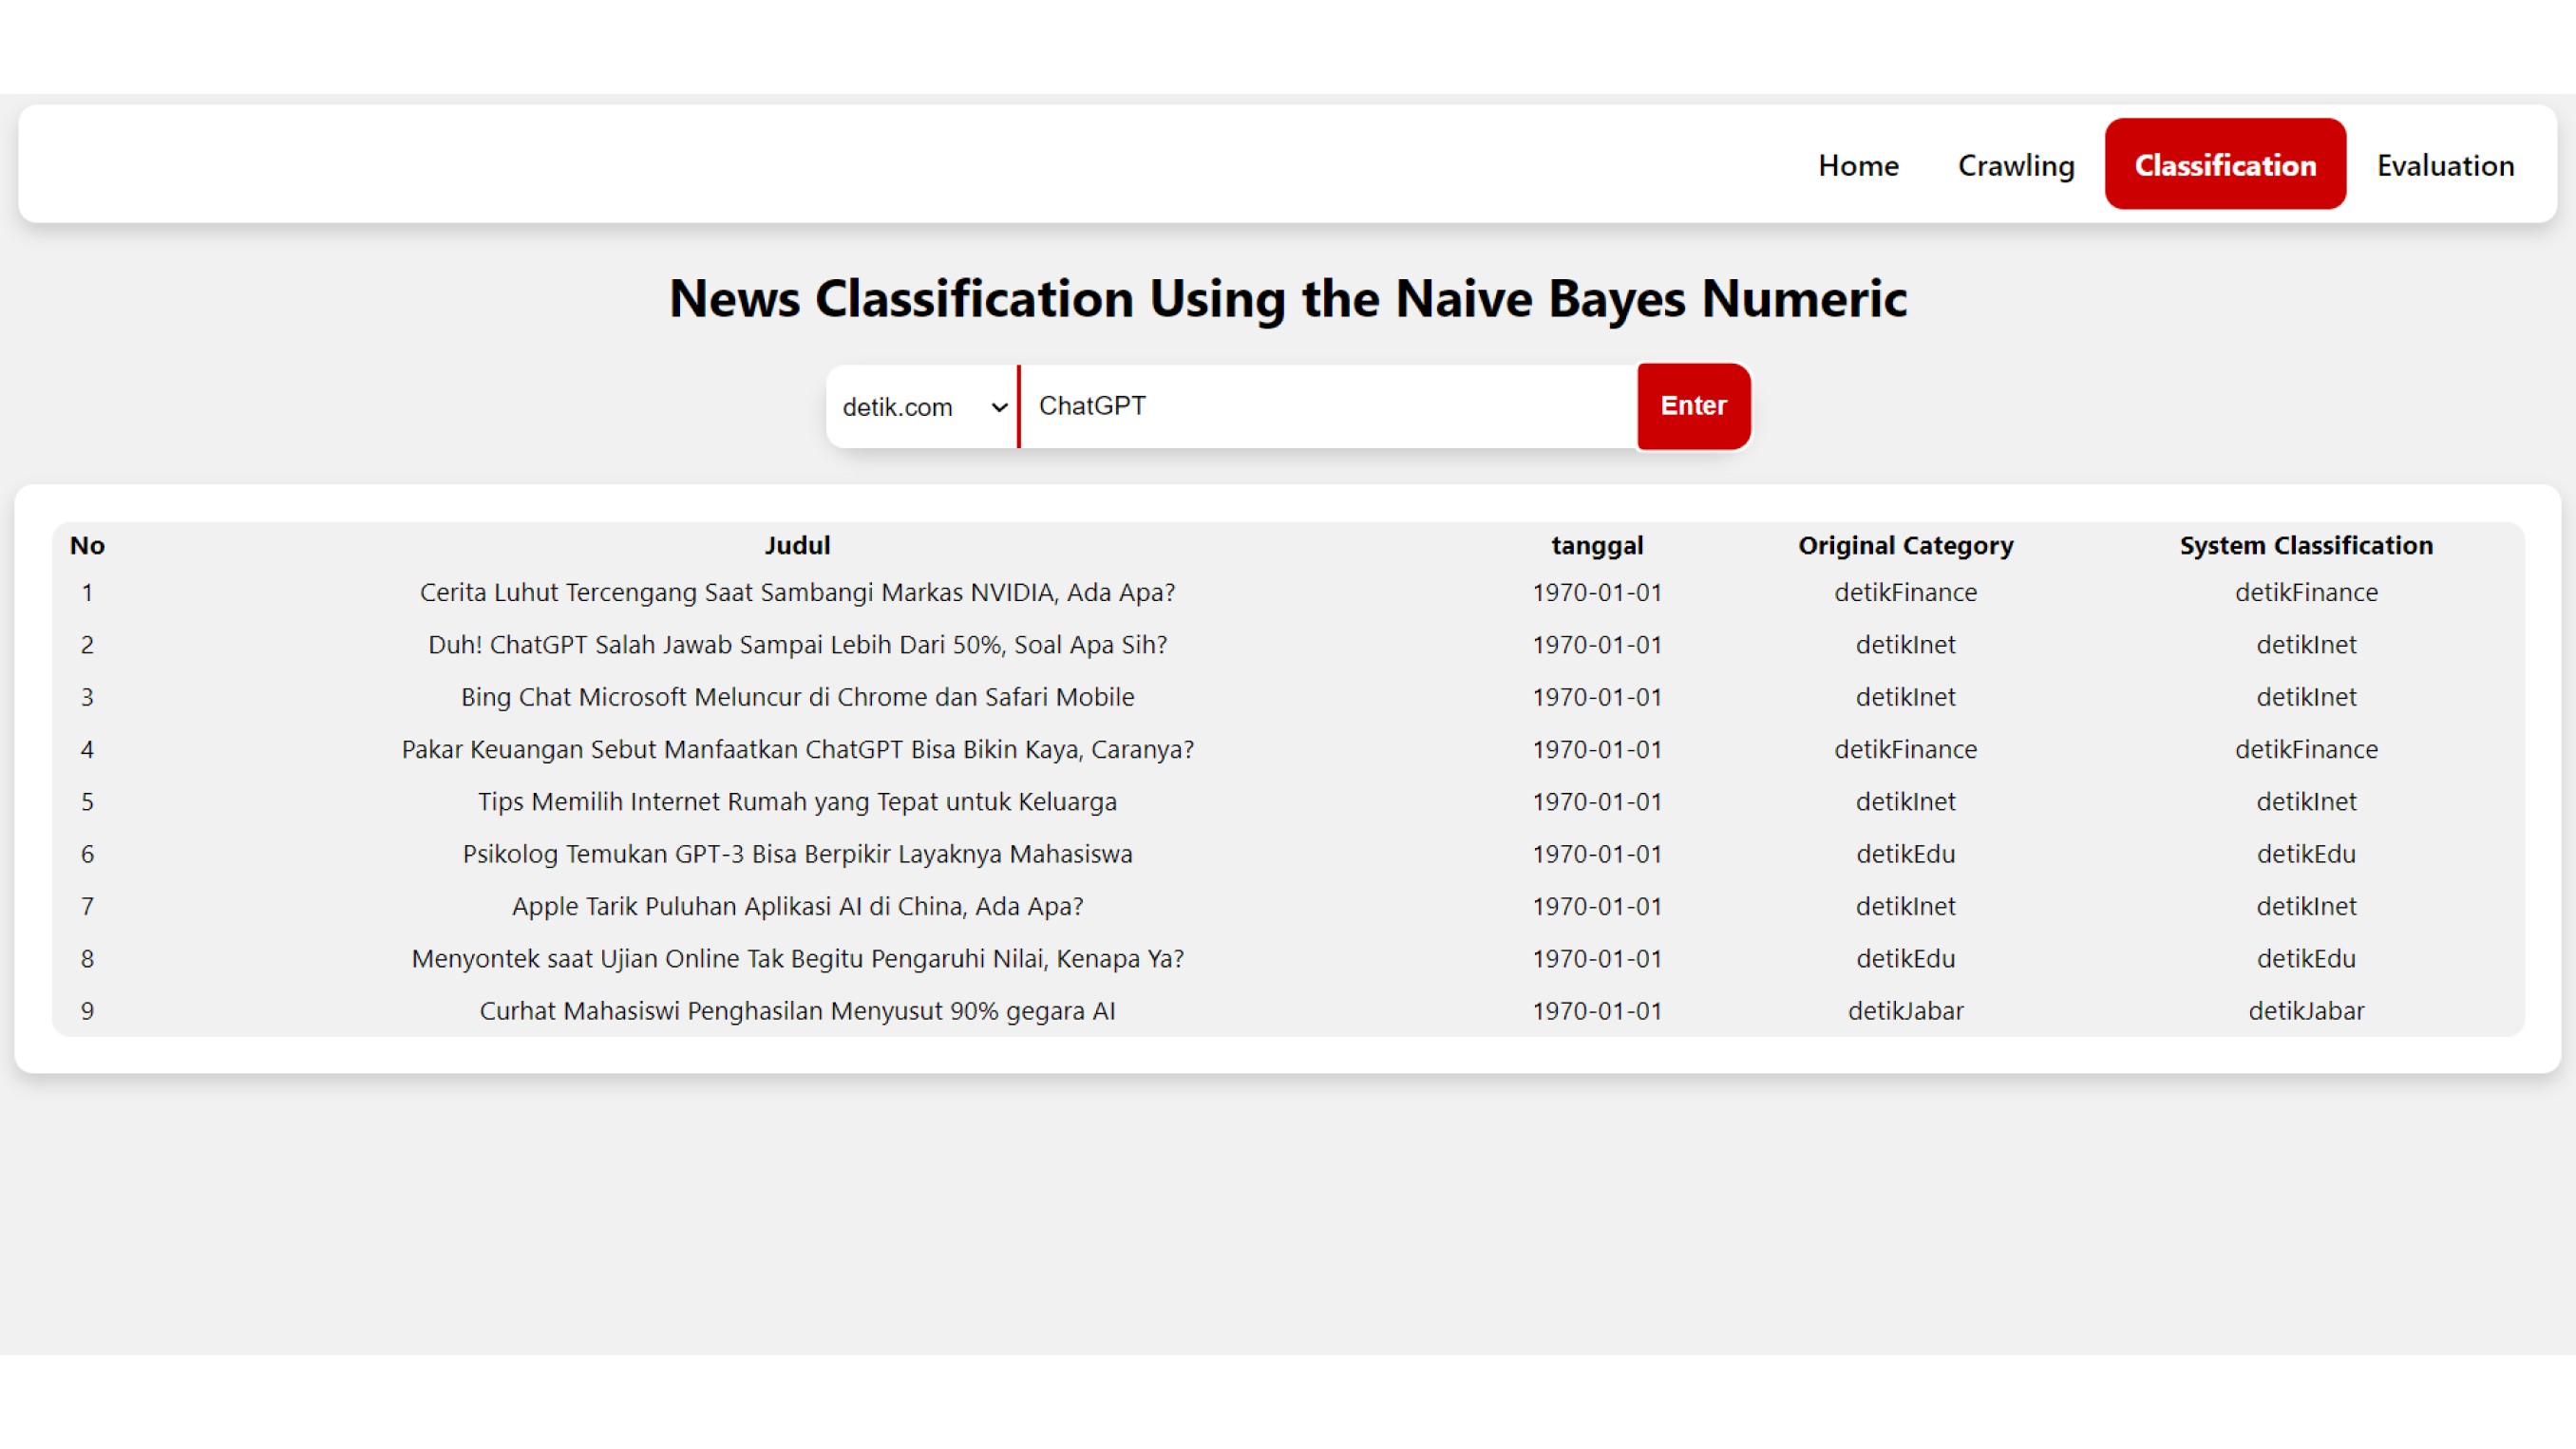 Home Crawling Classification Evaluation
News Classification Using the Naive Bayes Numeric
detik.com ChatGPT Enter
No Judul tanggal Original Category System Classification
1 Cerita Luhut Tercengang Saat Sambangi Markas NVIDIA, Ada Apa? 1970-01-01 detikFinance detikFinance
2 Duh! ChatGPT Salah Jawab Sampai Lebih Dari 50%, Soal Apa Sih? 1970-01-01 detikInet detikInet
3 Bing Chat Microsoft Meluncur di Chrome dan Safari Mobile 1970-01-01 detikInet detikInet
4 Pakar Keuangan Sebut Manfaatkan ChatGPT Bisa Bikin Kaya, Caranya? 1970-01-01 detikFinance detikFinance
5 Tips Memilih Internet Rumah yang Tepat untuk Keluarga 1970-01-01 detikInet detikInet
6 Psikolog Temukan GPT-3 Bisa Berpikir Layaknya Mahasiswa 1970-01-01 detikEdu detikEdu
7 Apple Tarik Puluhan Aplikasi AI di China, Ada Apa? 1970-01-01 detikInet detikInet
8 Menyontek saat Ujian Online Tak Begitu Pengaruhi Nilai, Kenapa Ya? 1970-01-01 detikEdu detikEdu
9 Curhat Mahasiswi Penghasilan Menyusut 90% gegara AI 1970-01-01 detikJabar detikJabar